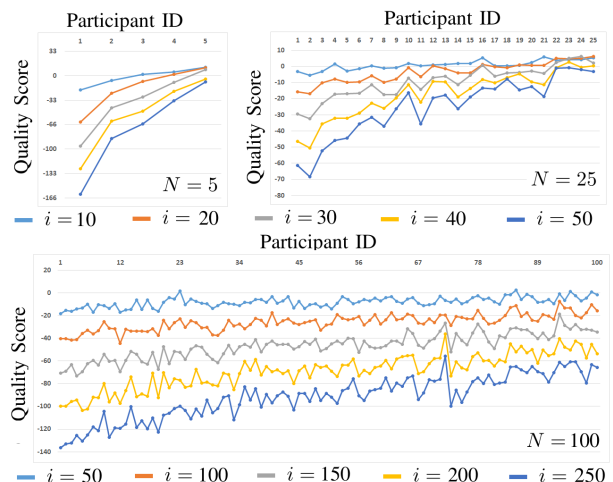 Participant ID
1 2 3 4 5
33
0
-33
-66
-99
-133
-166
Quality Score
N = 5
Participant ID
1 2 3 4 5 6 7 8 9 10 11 12 13 14 15 16 17 18 19 20 21 22 23 24 25
10
0
-10
-20
-30
-40
-50
-60
-70
-80
Quality Score
N = 25
i = 10 i = 20 i = 30 i = 40 i = 50
Participant ID
1 12 23 34 45 56 67 78 89 100
20
0
-20
-40
-60
-80
-100
-120
-140
Quality Score
N = 100
i = 50 i = 100 i = 150 i = 200 i = 250